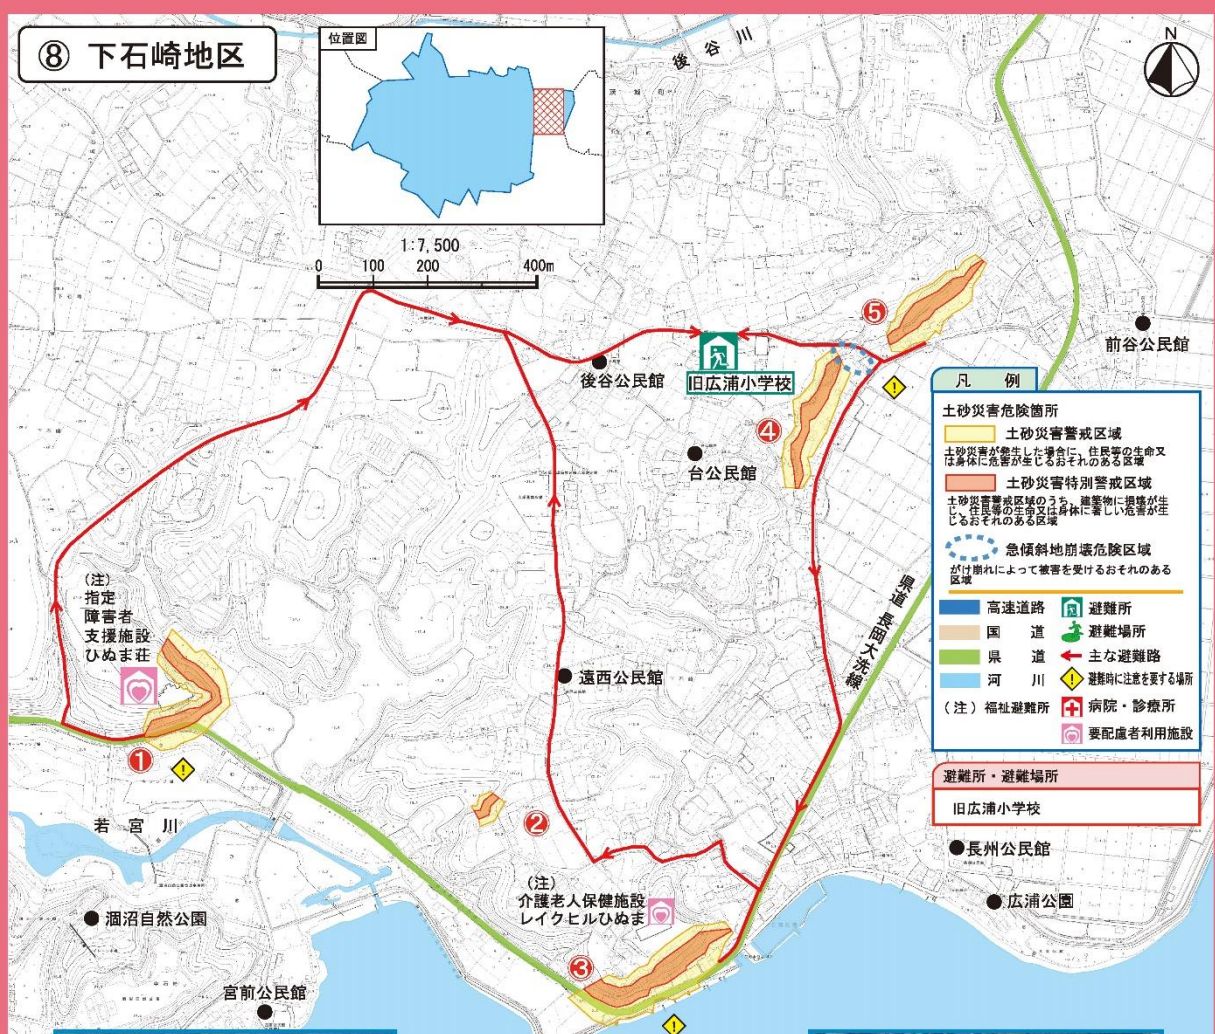 ⑧ 下石崎地区
位置図
後谷川
N
1:7,500
0 100 200 400m
⑤
前谷公民館
後谷公民館
旧広浦小学校
④
台公民館
凡 例
土砂災害危険箇所
土砂災害警戒区域
土砂災害が発生した場合に、住民等の生命又
は身体に危害が生じるおそれのある区域
土砂災害特別警戒区域
土砂災害警戒区域のうち、建築物に損壊が生
じ、住民等の生命又は身体に著しい危害が生
じるおそれのある区域
急傾斜地崩壊危険区域
がけ崩れによって被害を受けるおそれのある
区域
高速道路 避難所
国 道 避難場所
県 道 主な避難路
河 川 避難時に注意を要する場所
(注) 福祉避難所 病院・診療所
要配慮者利用施設
避難所・避難場所
旧広浦小学校
県道 長岡大洗線
(注)
指定
障害者
支援施設
ひぬま荘
遠西公民館
①
②
若宮川
(注)
介護老人保健施設
レイクヒルひぬま
長州公民館
広浦公園
涸沼自然公園
③
宮前公民館